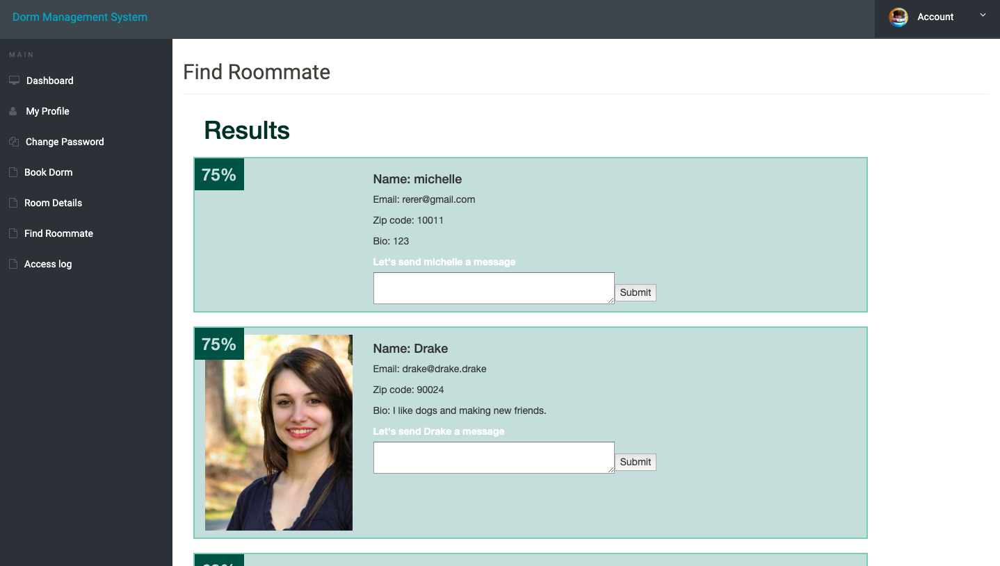 Dorm Management System
Account
MAIN
Dashboard
My Profile
Change Password
Book Dorm
Room Details
Find Roommate
Access log
Find Roommate
Results
75%
Name: michelle
Email: rerer@gmail.com
Zip code: 10011
Bio: 123
Let's send michelle a message
Submit
75%
Name: Drake
Email: drake@drake.drake
Zip code: 90024
Bio: I like dogs and making new friends.
Let's send Drake a message
Submit